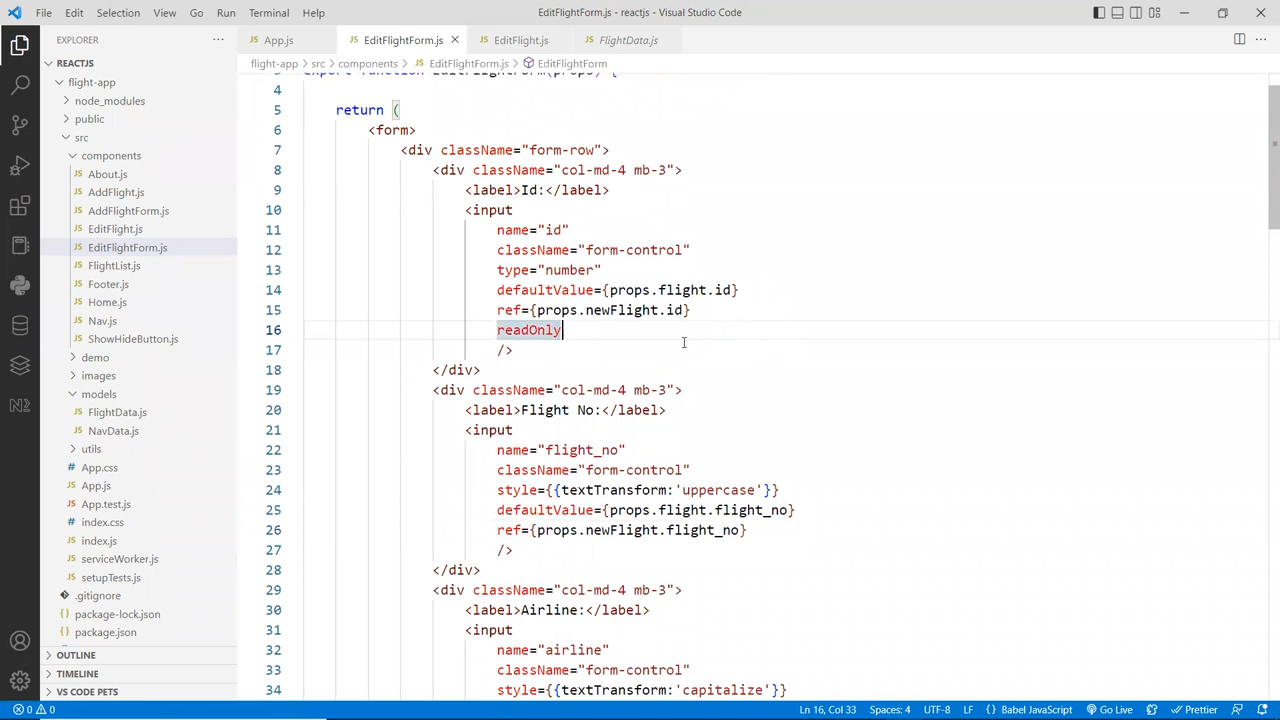 File Edit Selection View Go Run Terminal Help
EditFlightForm.js - reactjs - Visual Studio Code
EXPLORER
REACTJS
flight-app
node_modules
public
src
components
About.js
AddFlight.js
AddFlightForm.js
EditFlight.js
EditFlightForm.js
FlightList.js
Footer.js
Home.js
Nav.js
ShowHideButton.js
demo
images
models
FlightData.js
NavData.js
utils
App.css
App.js
App.test.js
index.css
index.js
serviceWorker.js
setupTests.js
.gitignore
package-lock.json
package.json
OUTLINE
TIMELINE
VS CODE PETS
App.js EditFlightForm.js EditFlight.js FlightData.js
flight-app > src > components > EditFlightForm.js > EditFlightForm
3 export function EditFlightForm(props) {
4
5 return (
6 <form>
7 <div className="form-row">
8 <div className="col-md-4 mb-3">
9 <label>Id:</label>
10 <input
11 name="id"
12 className="form-control"
13 type="number"
14 defaultValue={props.flight.id}
15 ref={props.newFlight.id}
16 readOnly
17 />
18 </div>
19 <div className="col-md-4 mb-3">
20 <label>Flight No:</label>
21 <input
22 name="flight_no"
23 className="form-control"
24 style={{textTransform:'uppercase'}}
25 defaultValue={props.flight.flight_no}
26 ref={props.newFlight.flight_no}
27 />
28 </div>
29 <div className="col-md-4 mb-3">
30 <label>Airline:</label>
31 <input
32 name="airline"
33 className="form-control"
34 style={{textTransform:'capitalize'}}
0 0 Ln 16, Col 33 Spaces: 4 UTF-8 LF {} Babel JavaScript Go Live Prettier